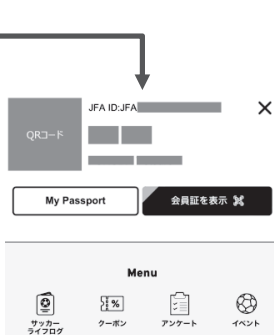 JFA ID:JFA
QRコード
My Passport
会員証を表示
Menu
サッカー
ライフログ
クーポン
アンケート
イベント